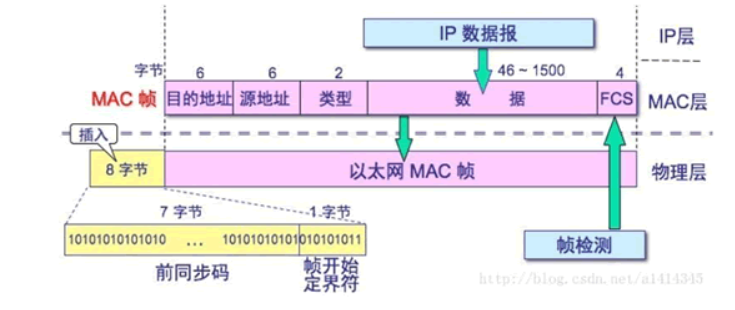 IP 数据报
IP层
字节 6 6 2 46 ~ 1500 4
MAC 帧 目的地址 源地址 类型 数 据 FCS MAC层
插入
8 字节 以太网 MAC 帧 物理层
7 字节 1 字节
10101010101010 ... 10101010101010101011
前同步码 帧开始
定界符
帧检测
http://blog.csdn.net/a1414345